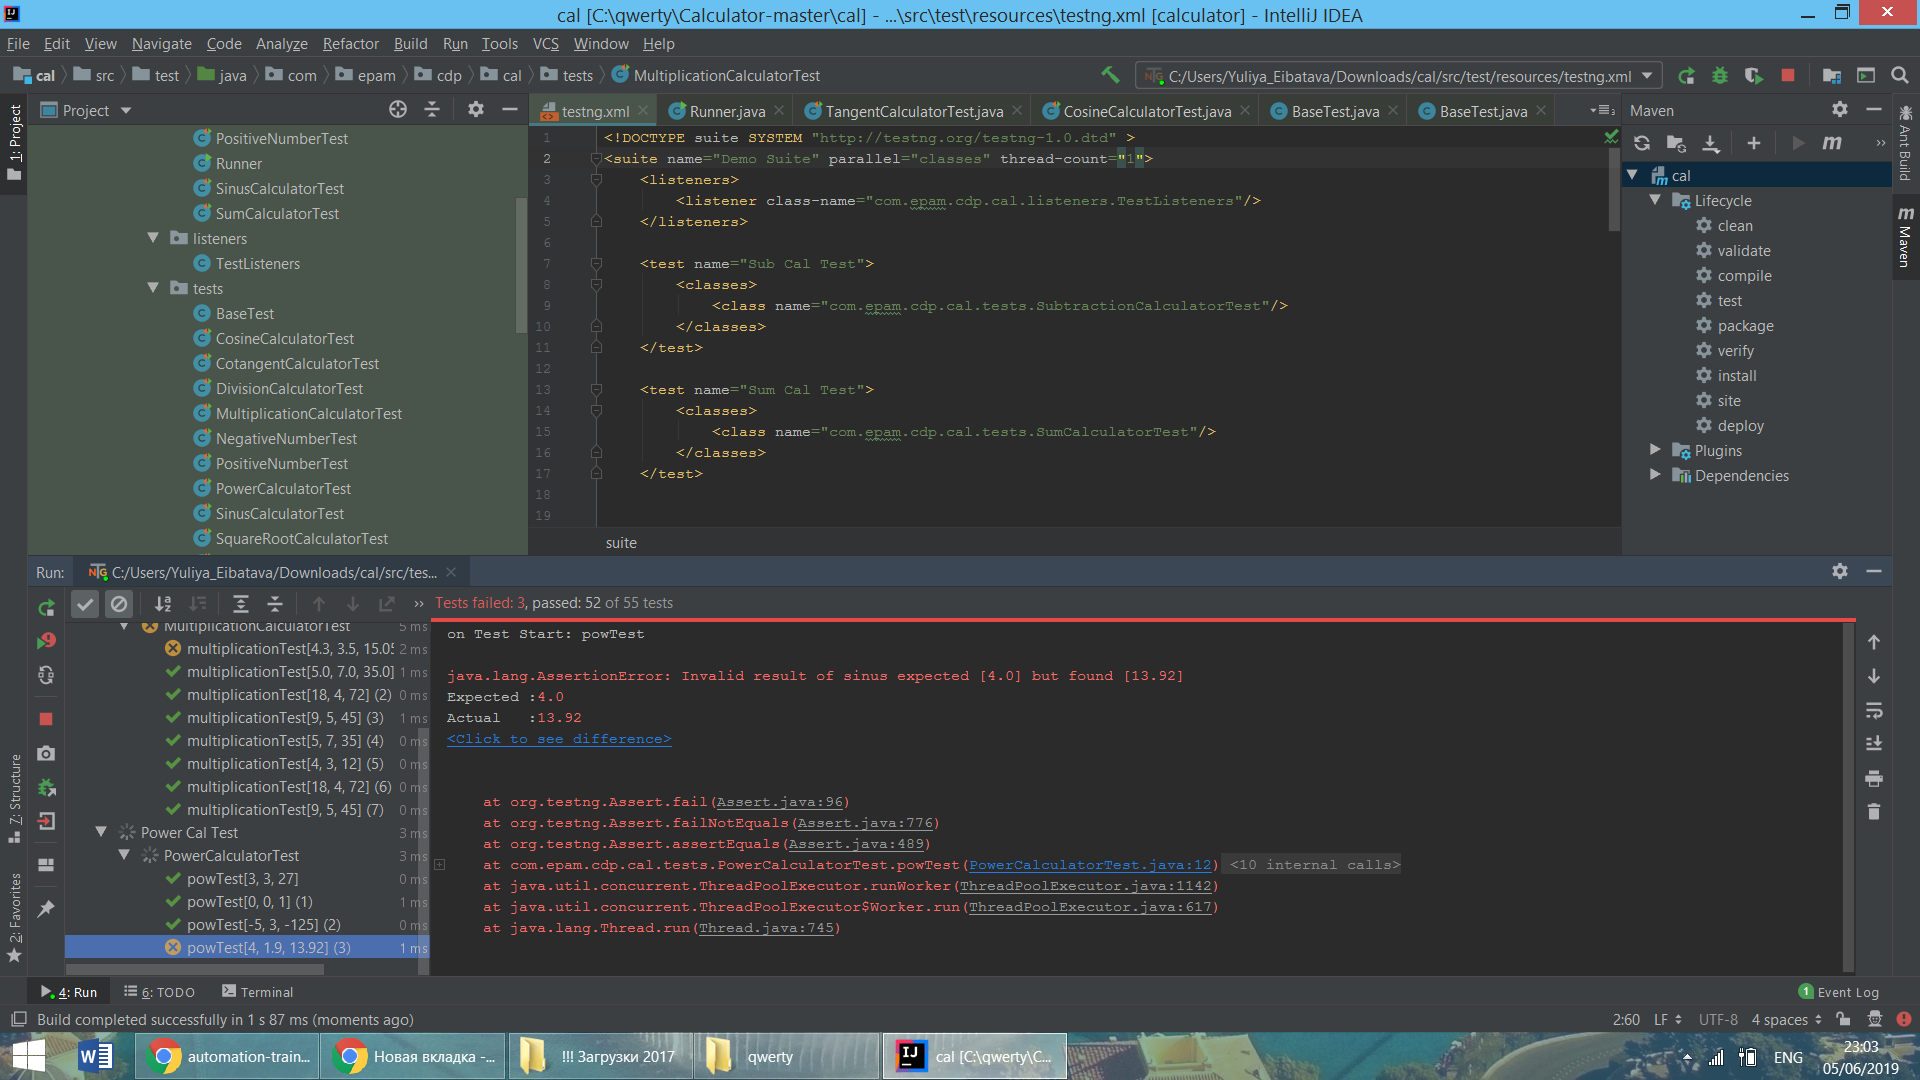 cal [C:\qwerty\Calculator-master\cal] - ...\src\test\resources\testng.xml [calculator] - IntelliJ IDEA
File Edit View Navigate Code Analyze Refactor Build Run Tools VCS Window Help
cal src test java com epam cdp cal tests MultiplicationCalculatorTest
C:/Users/Yuliya_Eibatava/Downloads/cal/src/test/resources/testng.xml
1: Project
Project
PositiveNumberTest
Runner
SinusCalculatorTest
SumCalculatorTest
listeners
TestListeners
tests
BaseTest
CosineCalculatorTest
CotangentCalculatorTest
DivisionCalculatorTest
MultiplicationCalculatorTest
NegativeNumberTest
PositiveNumberTest
PowerCalculatorTest
SinusCalculatorTest
SquareRootCalculatorTest
testng.xml Runner.java TangentCalculatorTest.java CosineCalculatorTest.java BaseTest.java BaseTest.java
1 <!DOCTYPE suite SYSTEM "http://testng.org/testng-1.0.dtd" >
2 <suite name="Demo Suite" parallel="classes" thread-count="1">
3 <listeners>
4 <listener class-name="com.epam.cdp.cal.listeners.TestListeners"/>
5 </listeners>
6
7 <test name="Sub Cal Test">
8 <classes>
9 <class name="com.epam.cdp.cal.tests.SubtractionCalculatorTest"/>
10 </classes>
11 </test>
12
13 <test name="Sum Cal Test">
14 <classes>
15 <class name="com.epam.cdp.cal.tests.SumCalculatorTest"/>
16 </classes>
17 </test>
18
19
suite
Maven
cal
Lifecycle
clean
validate
compile
test
package
verify
install
site
deploy
Plugins
Dependencies
Ant Build
Maven
Run: C:/Users/Yuliya_Eibatava/Downloads/cal/src/tes...
Tests failed: 3, passed: 52 of 55 tests
MultiplicationCalculatorTest 5 ms
multiplicationTest[4.3, 3.5, 15.05 2 ms
multiplicationTest[5.0, 7.0, 35.0] 1 ms
multiplicationTest[18, 4, 72] (2) 0 ms
multiplicationTest[9, 5, 45] (3) 1 ms
multiplicationTest[5, 7, 35] (4) 0 ms
multiplicationTest[4, 3, 12] (5) 0 ms
multiplicationTest[18, 4, 72] (6) 0 ms
multiplicationTest[9, 5, 45] (7) 0 ms
Power Cal Test 3 ms
PowerCalculatorTest 3 ms
powTest[3, 3, 27] 0 ms
powTest[0, 0, 1] (1) 1 ms
powTest[-5, 3, -125] (2) 0 ms
powTest[4, 1.9, 13.92] (3) 1 ms
on Test Start: powTest
java.lang.AssertionError: Invalid result of sinus expected [4.0] but found [13.92]
Expected :4.0
Actual :13.92
<Click to see difference>
at org.testng.Assert.fail(Assert.java:96)
at org.testng.Assert.failNotEquals(Assert.java:776)
at org.testng.Assert.assertEquals(Assert.java:489)
at com.epam.cdp.cal.tests.PowerCalculatorTest.powTest(PowerCalculatorTest.java:12) <10 internal calls>
at java.util.concurrent.ThreadPoolExecutor.runWorker(ThreadPoolExecutor.java:1142)
at java.util.concurrent.ThreadPoolExecutor$Worker.run(ThreadPoolExecutor.java:617)
at java.lang.Thread.run(Thread.java:745)
7: Structure
2: Favorites
4: Run 6: TODO Terminal
1 Event Log
Build completed successfully in 1 s 87 ms (moments ago)
2:60 LF UTF-8 4 spaces
automation-train...
Новая вкладка -...
!!! Загрузки 2017
qwerty
cal [C:\qwerty\C...
ENG
23:03
05/06/2019